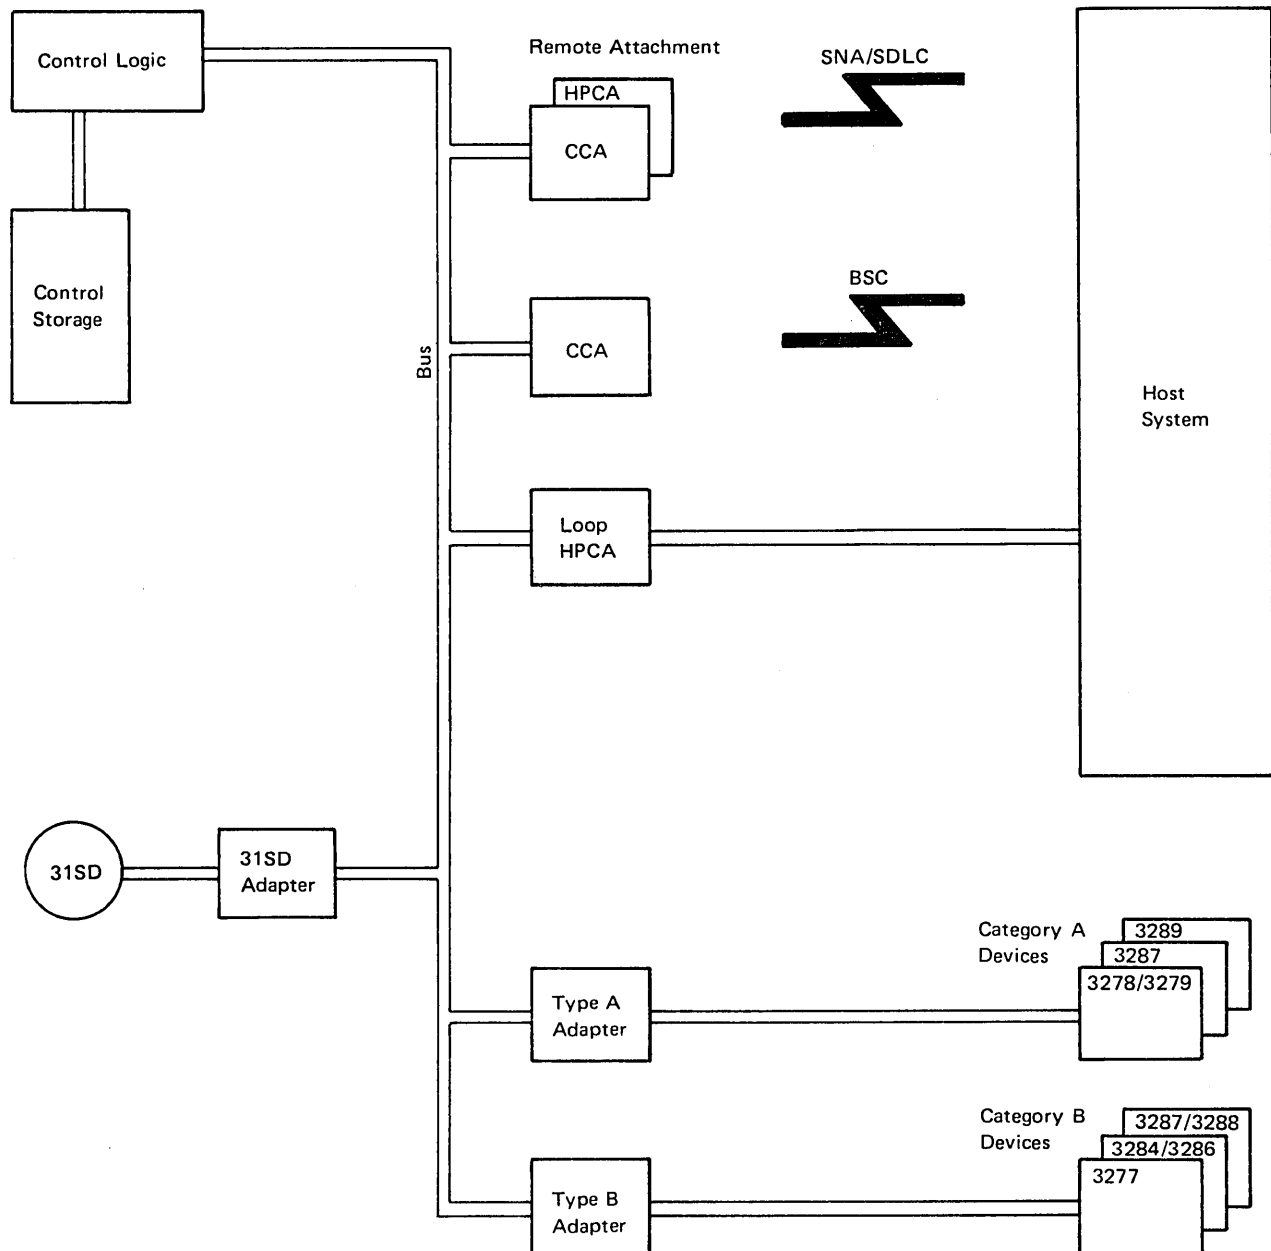 Control Logic
Remote Attachment
SNA/SDLC
HPCA
CCA
Control
Storage
BSC
CCA
Bus
Host
System
Loop
HPCA
31SD
31SD
Adapter
Category A
Devices
3289
3287
3278/3279
Type A
Adapter
Category B
Devices
3287/3288
3284/3286
3277
Type B
Adapter